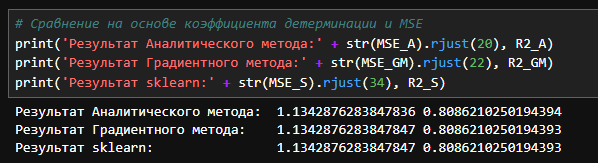 # Сравнение на основе коэффициента детерминации и MSE
print('Результат Аналитического метода:' + str(MSE_A).rjust(20), R2_A)
print('Результат Градиентного метода:' + str(MSE_GM).rjust(22), R2_GM)
print('Результат sklearn:' + str(MSE_S).rjust(34), R2_S)
Результат Аналитического метода:  1.1342876283847836 0.8086210250194394
Результат Градиентного метода:    1.1342876283847847 0.8086210250194393
Результат sklearn:                1.1342876283847847 0.8086210250194393